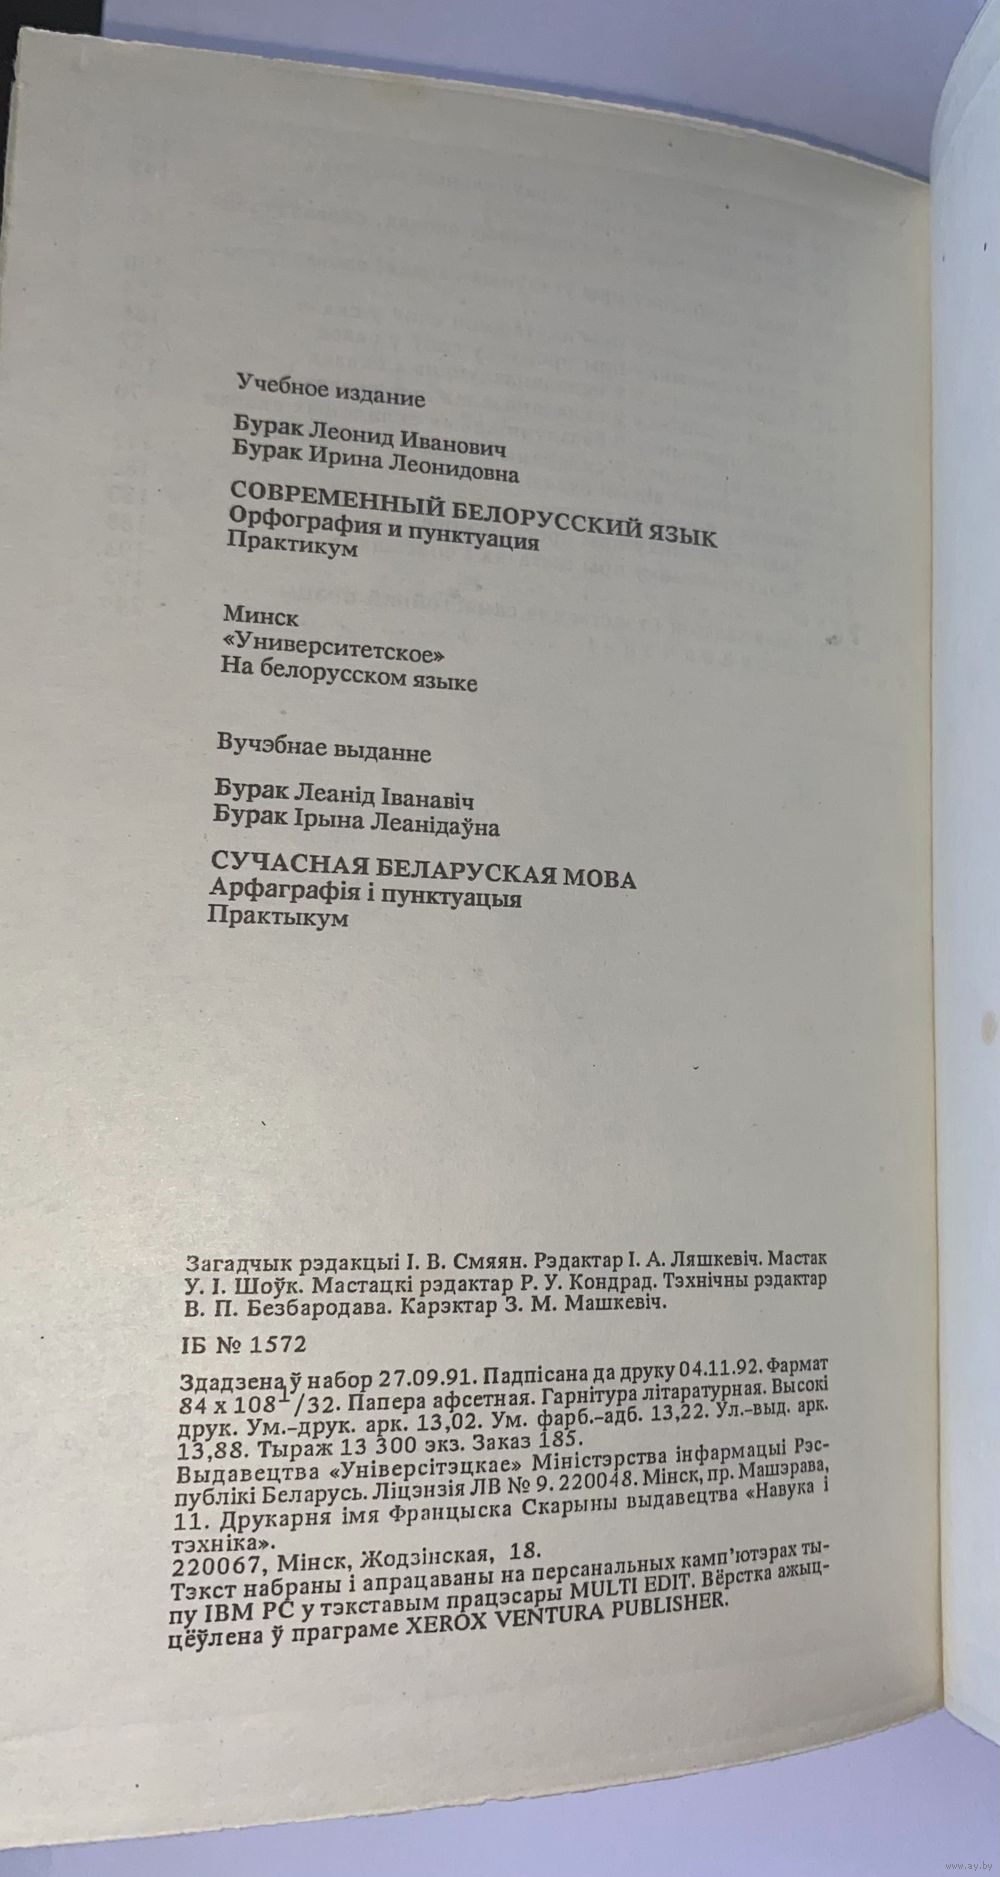 Учебное издание
Бурак Леонид Иванович
Бурак Ирина Леонидовна
СОВРЕМЕННЫЙ БЕЛОРУССКИЙ ЯЗЫК
Орфография и пунктуация
Практикум
Минск
«Университетское»
На белорусском языке
Вучэбнае выданне
Бурак Леанід Іванавіч
Бурак Ірына Леанідаўна
СУЧАСНАЯ БЕЛАРУСКАЯ МОВА
Арфаграфія і пунктуацыя
Практыкум
Загадчык рэдакцыі І. В. Смяян. Рэдактар І. А. Ляшкевіч. Мастак
У. І. Шоўк. Мастацкі рэдактар Р. У. Кондрад. Тэхнічны рэдактар
В. П. Безбародава. Карэктар З. М. Машкевіч.
ІБ № 1572
Здадзена ў набор 27.09.91. Падпісана да друку 04.11.92. Фармат
84 х 108 1/32. Папера афсетная. Гарнітура літаратурная. Высокі
друк. Ум.-друк. арк. 13,02. Ум. фарб.-адб. 13,22. Ул.-выд. арк.
13,88. Тыраж 13 300 экз. Заказ 185.
Выдавецтва «Універсітэцкае» Міністэрства інфармацыі Рэс-
публікі Беларусь. Ліцэнзія ЛВ № 9. 220048. Мінск, пр. Машэрава,
11. Друкарня імя Францыска Скарыны выдавецтва «Навука і
тэхніка».
220067, Мінск, Жодзінская, 18.
Тэкст набраны і апрацаваны на персанальных камп'ютэрах ты-
пу IBM PC у тэкставым працэсары MULTI EDIT. Вёрстка ажыц-
цёўлена ў праграме XEROX VENTURA PUBLISHER.
www.ay.by